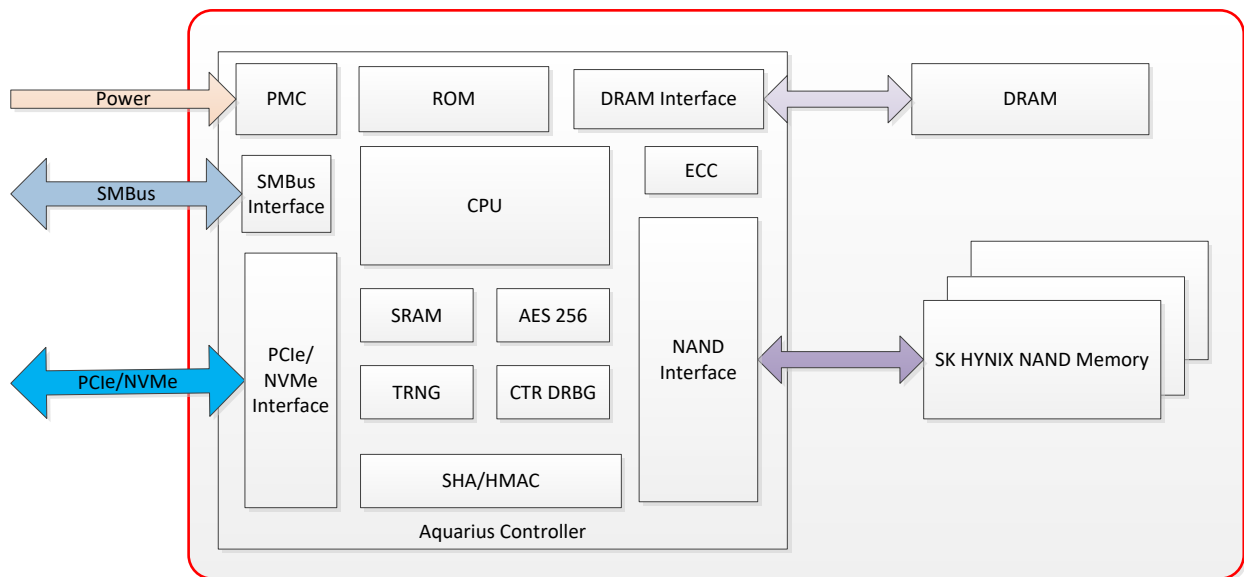 Power
PMC
ROM
DRAM Interface
DRAM
SMBus
SMBus
Interface
CPU
ECC
SRAM
AES 256
PCIe/NVMe
PCIe/
NVMe
Interface
NAND
Interface
SK HYNIX NAND Memory
TRNG
CTR DRBG
SHA/HMAC
Aquarius Controller